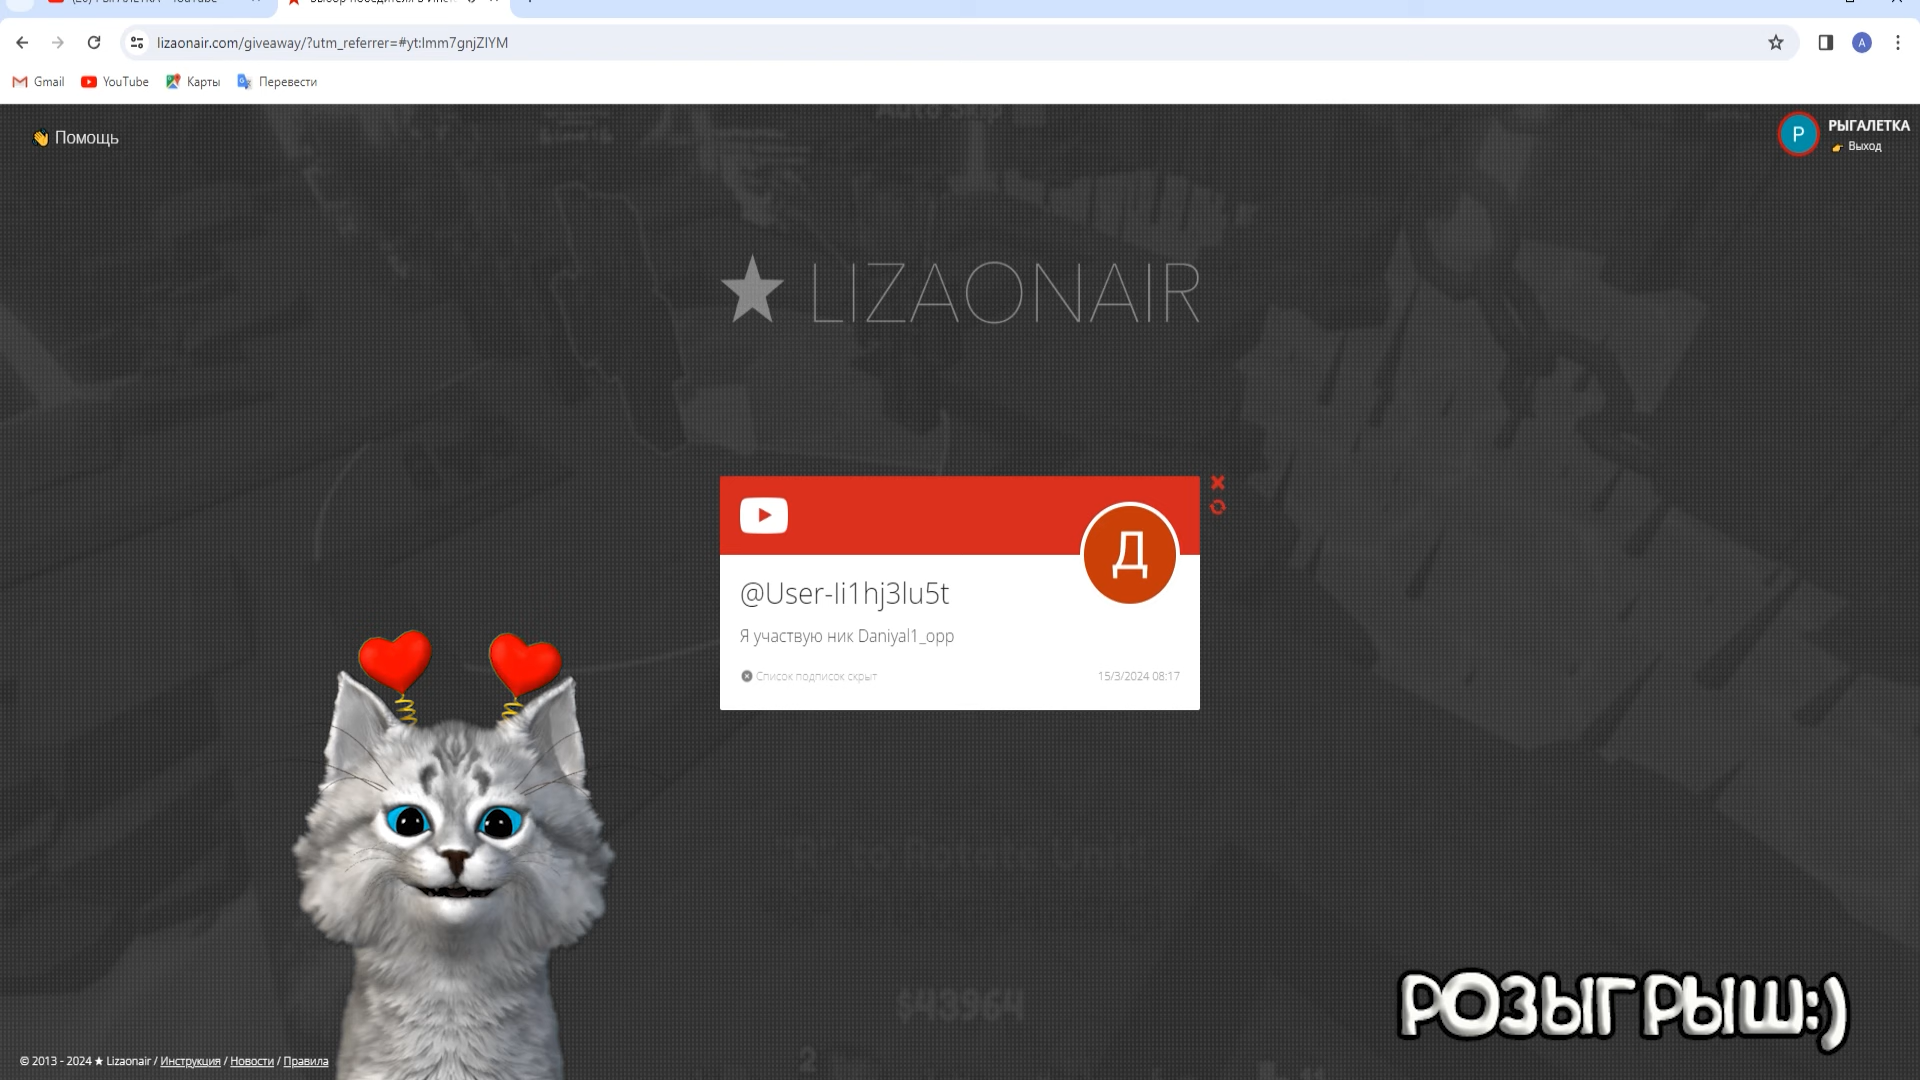 lizaonair.com/giveaway/?utm_referrer=#yt:lmm7gnjZIYM
A
Gmail
YouTube
Карты
Перевести
Помощь
Р
РЫГАЛЕТКА
Выход
★ LIZAONAIR
Д
@User-li1hj3lu5t
Я участвую ник Daniyal1_opp
Список подписок скрыт
15/3/2024 08:17
$43964
РОЗЫГРЫШ:)
© 2013 - 2024 ★ Lizaonair / Инструкция / Новости / Правила